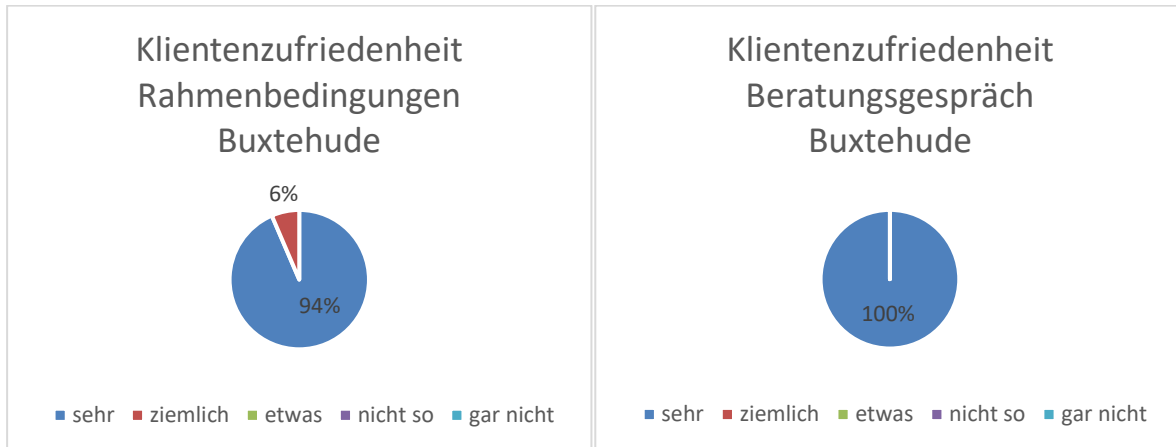 Klientenzufriedenheit
Rahmenbedingungen
Buxtehude
6%
94%
sehr ziemlich etwas nicht so gar nicht
Klientenzufriedenheit
Beratungsgespräch
Buxtehude
100%
sehr ziemlich etwas nicht so gar nicht